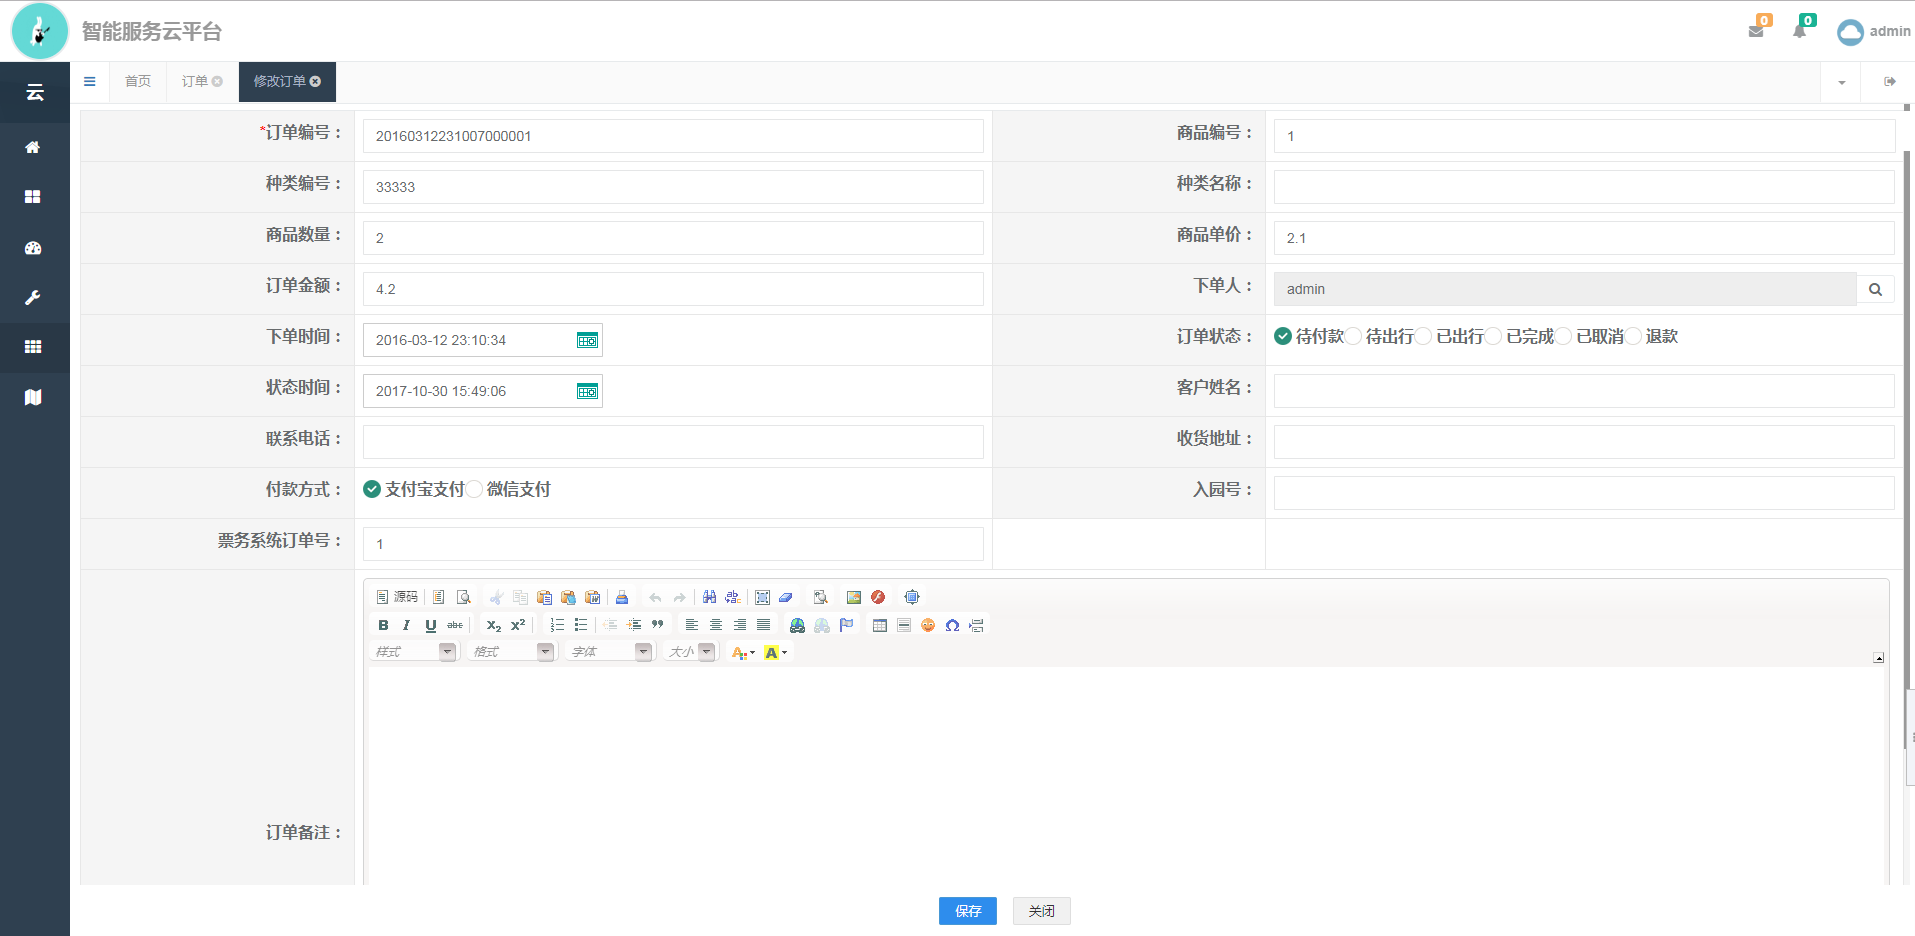 智能服务云平台
0
0
admin
云
首页
订单
修改订单
*订单编号：
20160312231007000001
商品编号：
1
种类编号：
33333
种类名称：
商品数量：
2
商品单价：
2.1
订单金额：
4.2
下单人：
admin
下单时间：
2016-03-12 23:10:34
订单状态：
待付款 待出行 已出行 已完成 已取消 退款
状态时间：
2017-10-30 15:49:06
客户姓名：
联系电话：
收货地址：
付款方式：
支付宝支付 微信支付
入园号：
票务系统订单号：
1
源码
样式
格式
字体
大小
订单备注：
保存
关闭